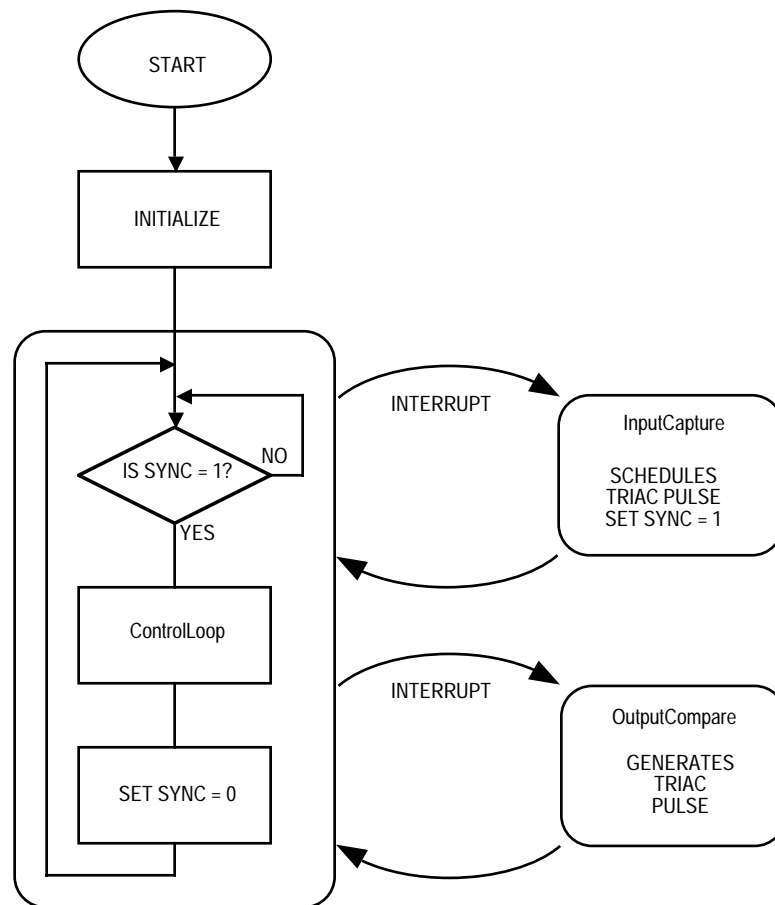 START
INITIALIZE
INTERRUPT
InputCapture
SCHEDULES
TRIAC PULSE
SET SYNC = 1
IS SYNC = 1?
NO
YES
ControlLoop
INTERRUPT
OutputCompare
GENERATES
TRIAC
PULSE
SET SYNC = 0